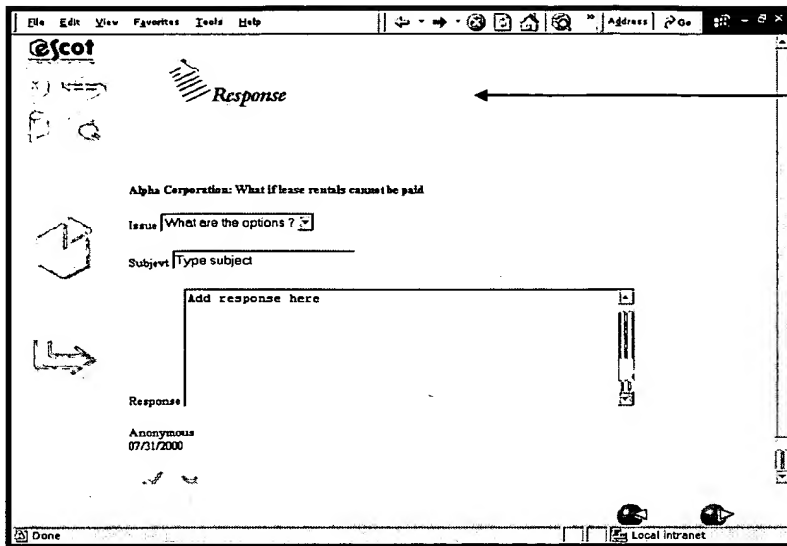 File Edit View Favorites Tools Help » Address Go
eScot
Response
Alpha Corporation: What if lease rentals cannot be paid
Issue What are the options ?
Subjevt Type subject
Add response here
Response
Anonymous
07/31/2000
Done Local intranet